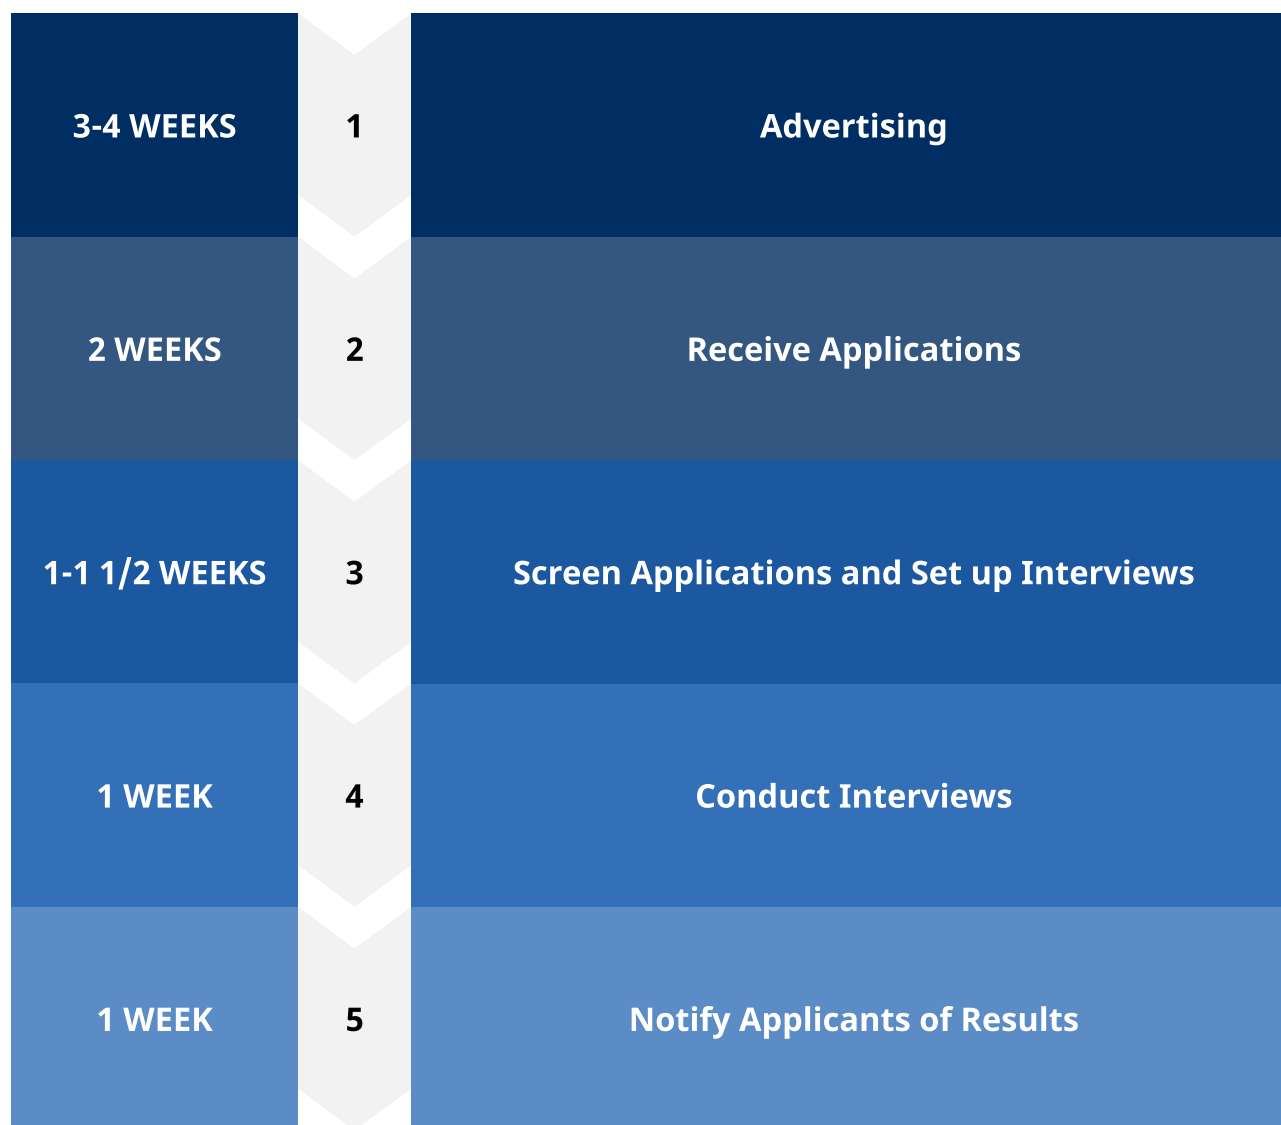 3-4 WEEKS
1
Advertising
2 WEEKS
2
Receive Applications
1-1 1/2 WEEKS
3
Screen Applications and Set up Interviews
1 WEEK
4
Conduct Interviews
1 WEEK
5
Notify Applicants of Results